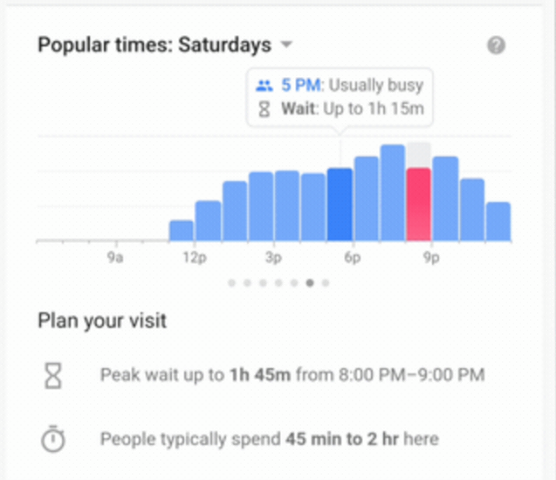 Popular times: Saturdays
5 PM: Usually busy
Wait: Up to 1h 15m
9a 12p 3p 6p 9p
Plan your visit
Peak wait up to 1h 45m from 8:00 PM–9:00 PM
People typically spend 45 min to 2 hr here